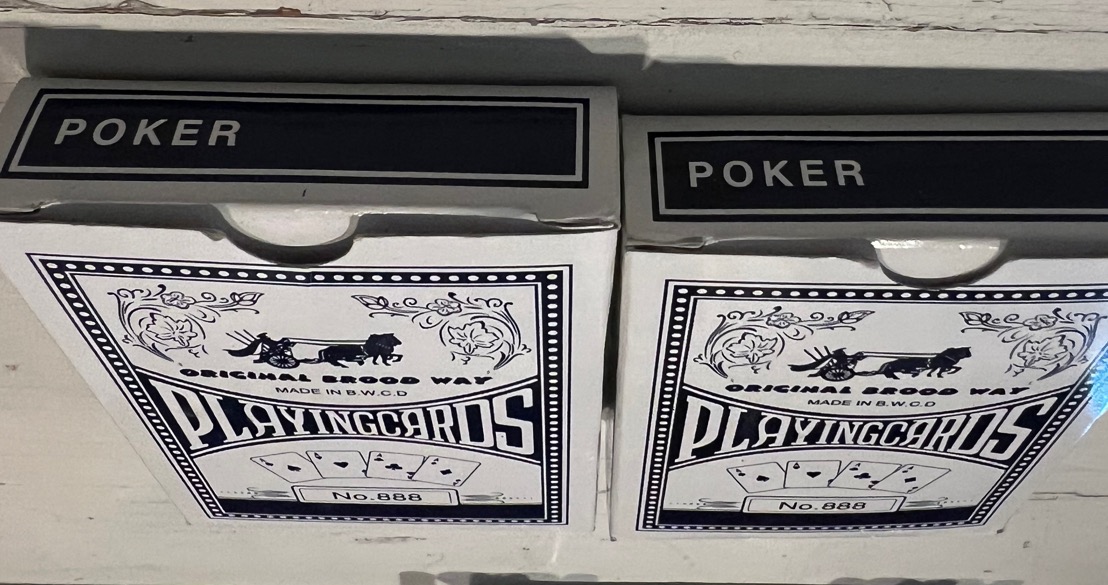 POKER
ORIGINAL BROOD WAY
MADE IN B.W.C.D
PLAYINGCARDS
No.888
POKER
ORIGINAL BROOD WAY
MADE IN B.W.C.D
PLAYINGCARDS
No.888